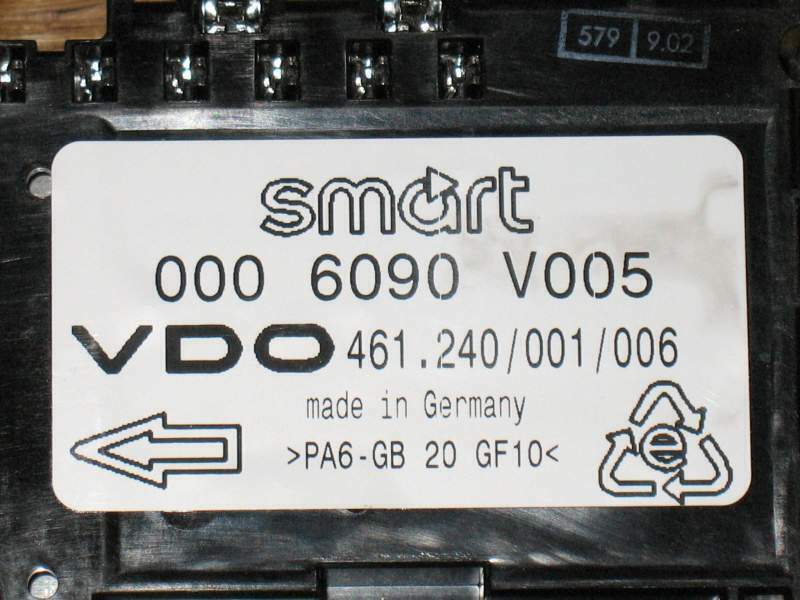 579 9.02
smart
000 6090 V005
VDO 461.240/001/006
made in Germany
>PA6-GB 20 GF10<